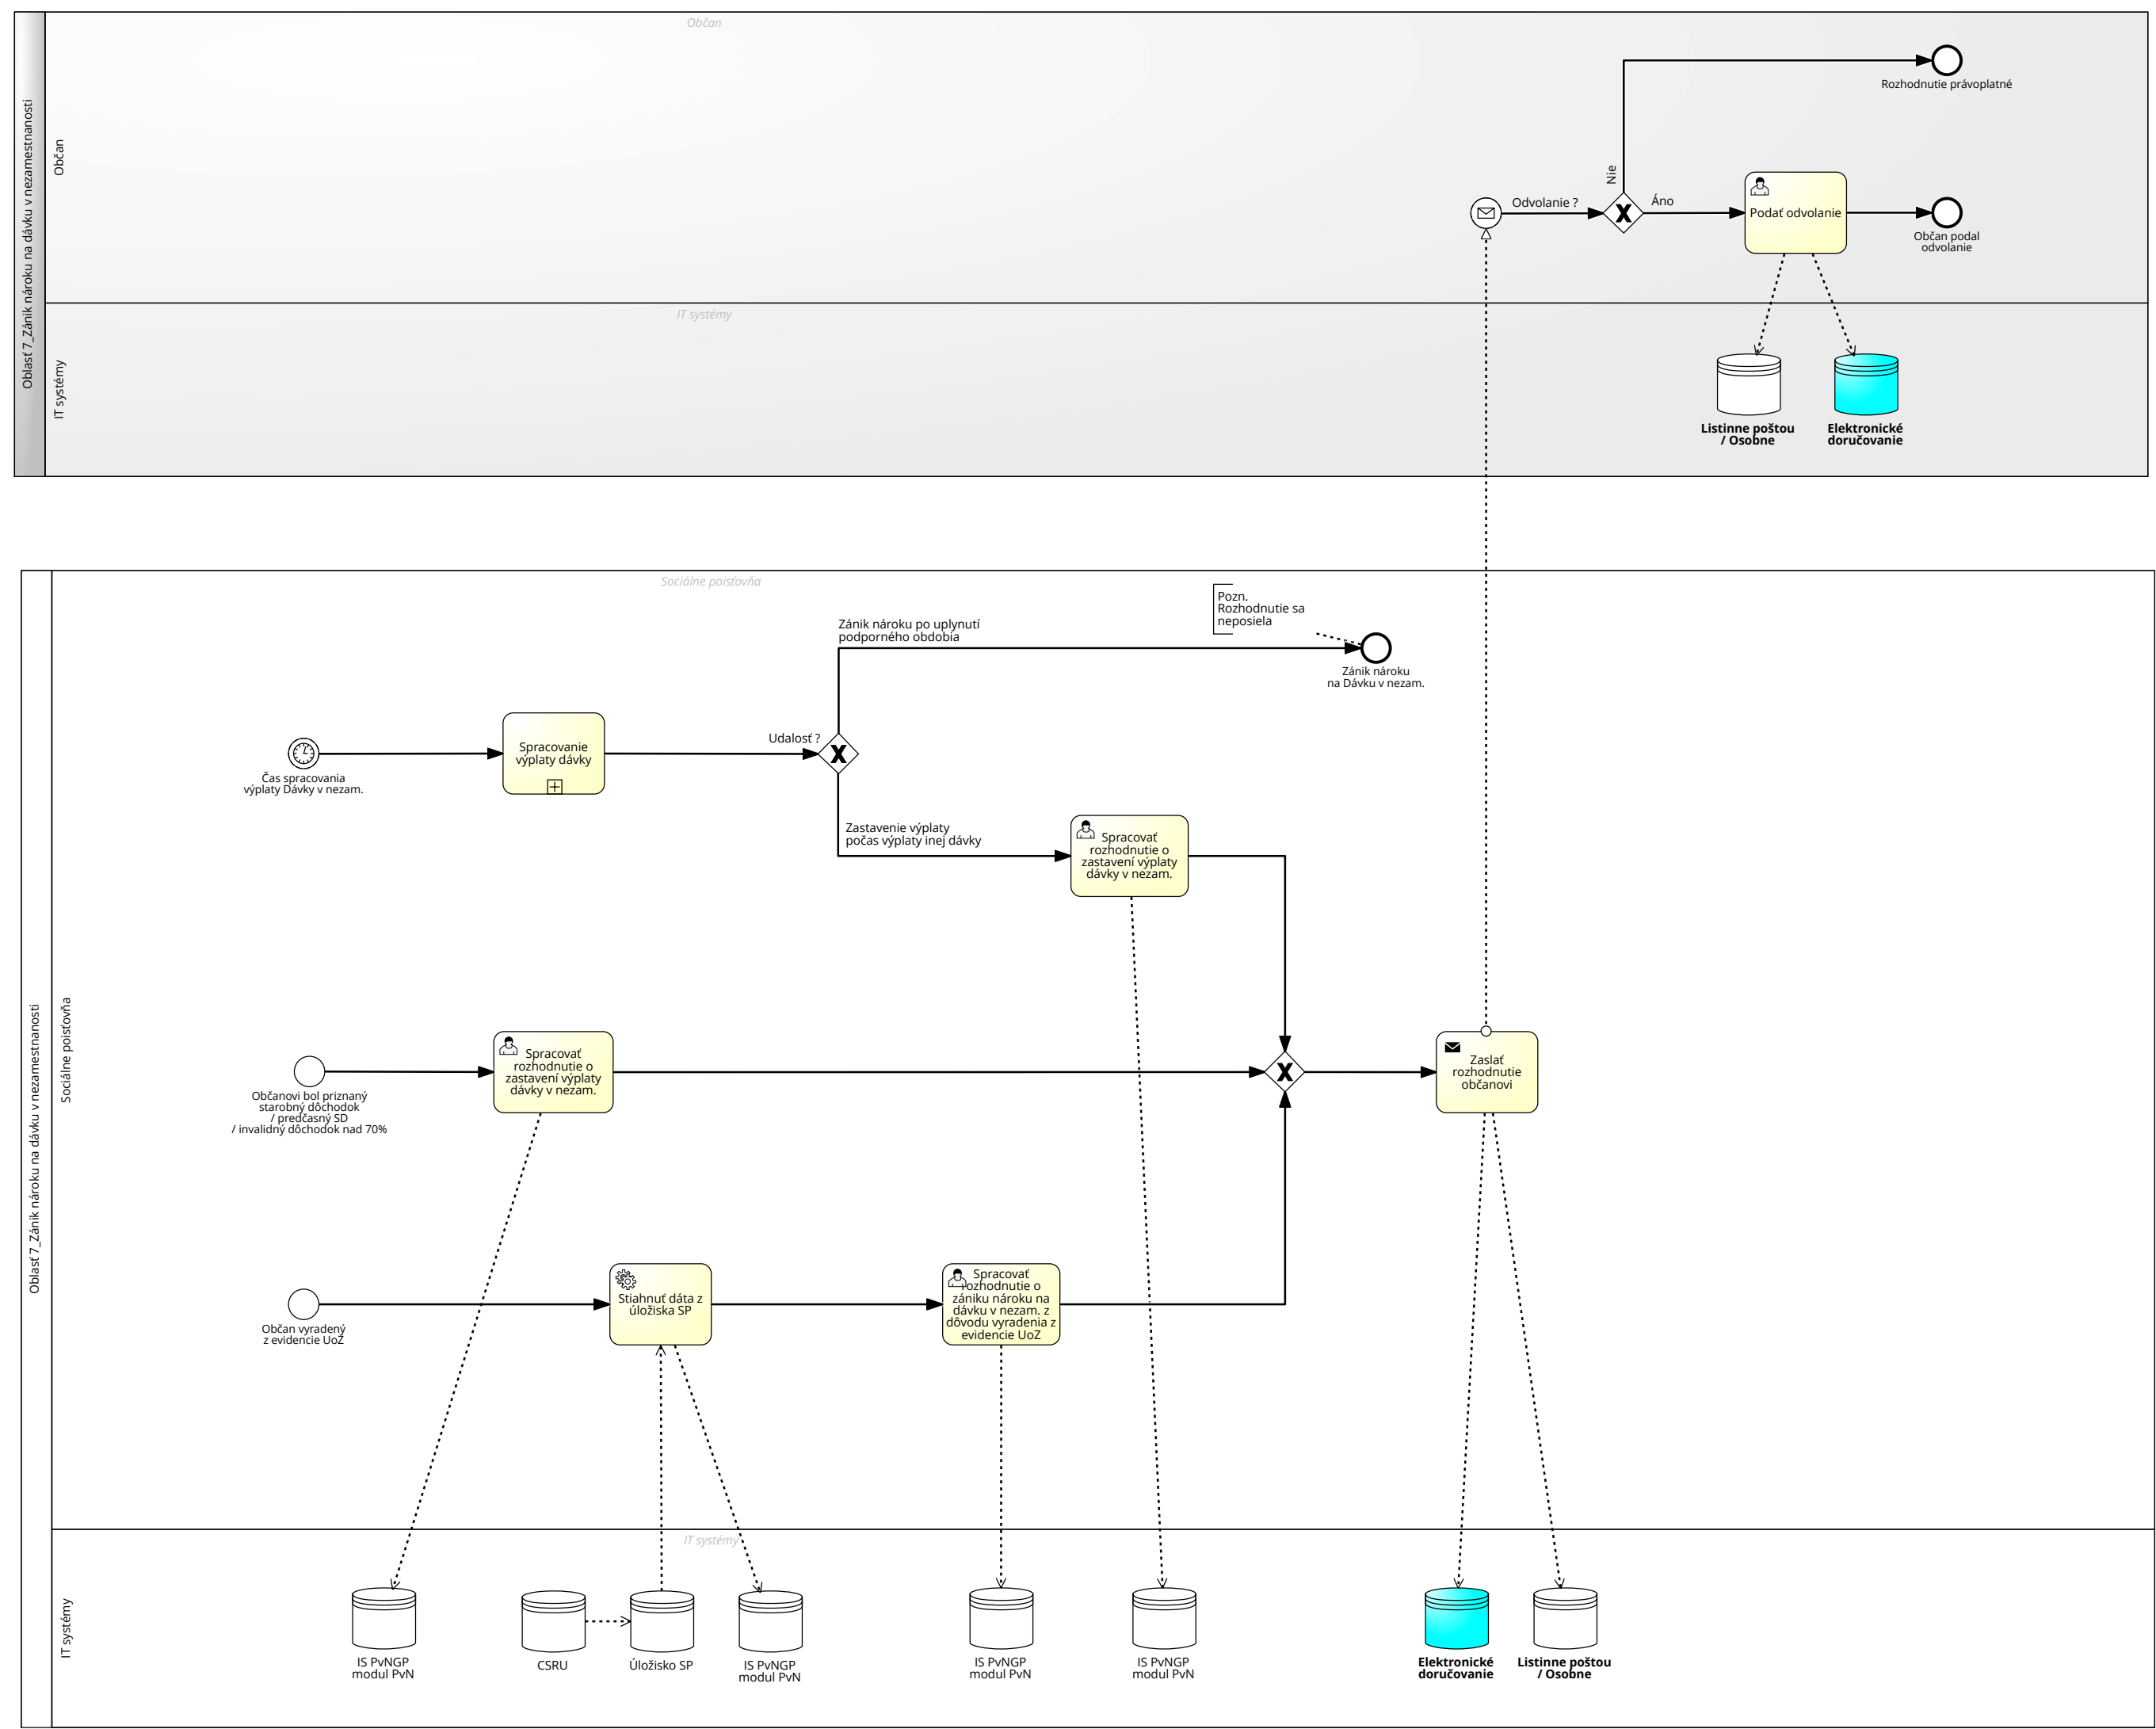 Oblasť 7_Zánik nároku na dávku v nezamestnanosti
Občan
Občan
Rozhodnutie právoplatné
Nie
Odvolanie ?
Áno
Podať odvolanie
Občan podal
odvolanie
IT systémy
IT systémy
Listinne poštou
/ Osobne
Elektronické
doručovanie
Oblasť 7_Zánik nároku na dávku v nezamestnanosti
Sociálne poisťovňa
Sociálne poisťovňa
Pozn.
Rozhodnutie sa
neposiela
Zánik nároku po uplynutí
podporného obdobia
Zánik nároku
na Dávku v nezam.
Čas spracovania
výplaty Dávky v nezam.
Spracovanie
výplaty dávky
Udalosť ?
Zastavenie výplaty
počas výplaty inej dávky
Spracovať
rozhodnutie o
zastavení výplaty
dávky v nezam.
Občanovi bol priznaný
starobný dôchodok
/ predčasný SD
/ invalidný dôchodok nad 70%
Spracovať
rozhodnutie o
zastavení výplaty
dávky v nezam.
Zaslať
rozhodnutie
občanovi
Občan vyradený
z evidencie UoZ
Stiahnuť dáta z
úložiska SP
Spracovať
rozhodnutie o
zániku nároku na
dávku v nezam. z
dôvodu vyradenia z
evidencie UoZ
IT systémy
IT systémy
IS PvNGP
modul PvN
CSRU
Úložisko SP
IS PvNGP
modul PvN
IS PvNGP
modul PvN
IS PvNGP
modul PvN
Elektronické
doručovanie
Listinne poštou
/ Osobne